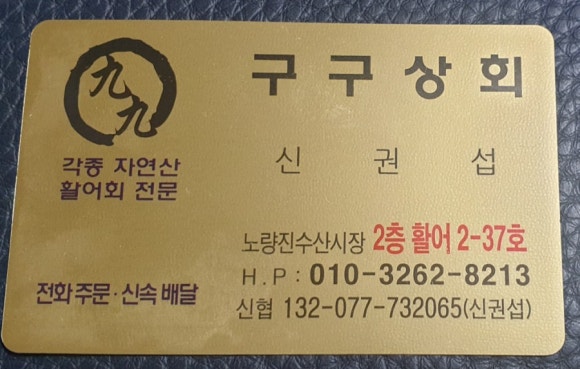 九九
구구상회
각종 자연산
활어회 전문
신권섭
노량진수산시장 2층 활어 2-37호
H.P : 010-3262-8213
전화 주문·신속 배달
신협 132-077-732065(신권섭)